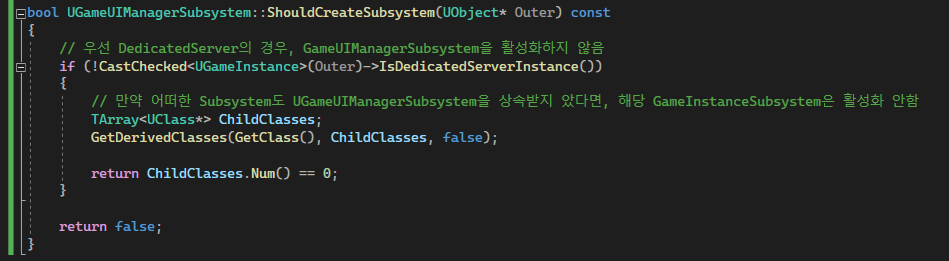 bool UGameUIManagerSubsystem::ShouldCreateSubsystem(UObject* Outer) const
{
// 우선 DedicatedServer의 경우, GameUIManagerSubsystem을 활성화하지 않음
if (!CastChecked<UGameInstance>(Outer)->IsDedicatedServerInstance())
{
// 만약 어떠한 Subsystem도 UGameUIManagerSubsystem을 상속받지 았다면, 해당 GameInstanceSubsystem은 활성화 안함
TArray<UClass*> ChildClasses;
GetDerivedClasses(GetClass(), ChildClasses, false);
return ChildClasses.Num() == 0;
}
return false;
}